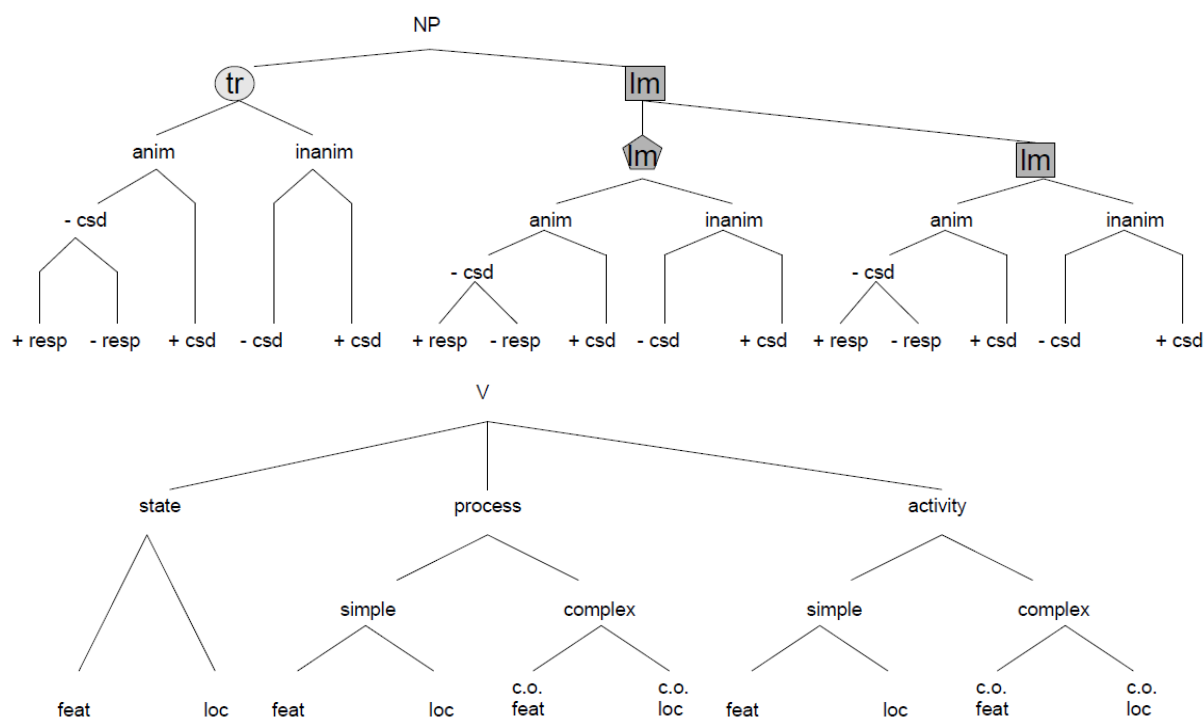 NP
tr lm
anim inanim lm lm
- csd anim inanim anim inanim
- csd - csd
+ resp - resp + csd - csd + csd + resp - resp + csd - csd + csd + resp - resp + csd - csd + csd
V
state process activity
simple complex simple complex
c.o. c.o. c.o. c.o.
feat loc feat loc feat loc feat loc feat loc